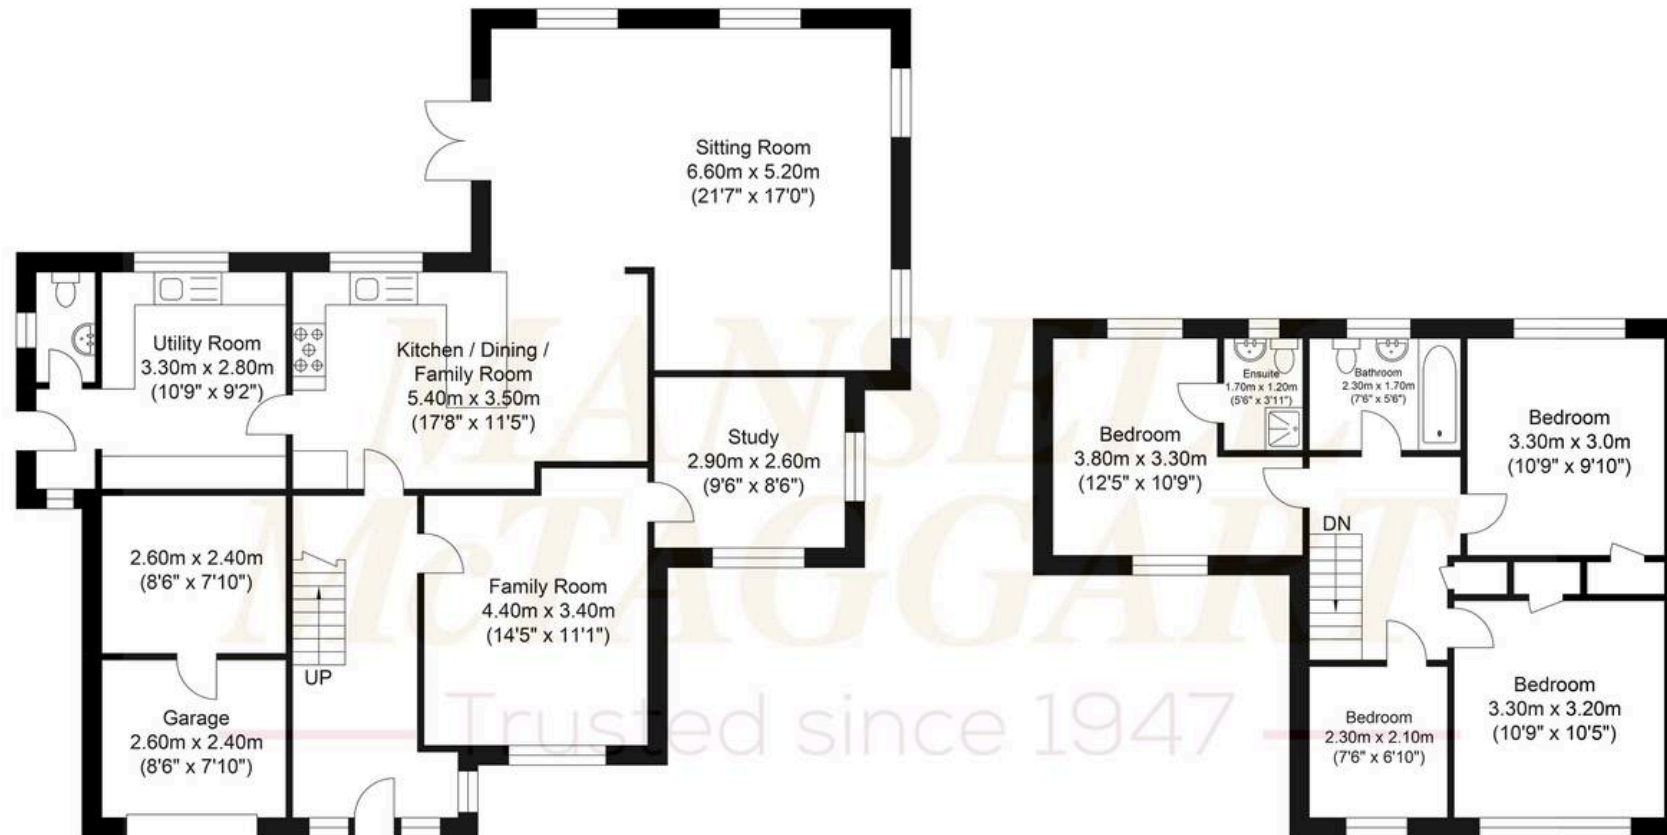 Sitting Room
6.60m x 5.20m
(21'7" x 17'0")
Utility Room
3.30m x 2.80m
(10'9" x 9'2")
Kitchen / Dining /
Family Room
5.40m x 3.50m
(17'8" x 11'5")
Study
2.90m x 2.60m
(9'6" x 8'6")
2.60m x 2.40m
(8'6" x 7'10")
Family Room
4.40m x 3.40m
(14'5" x 11'1")
UP
Garage
2.60m x 2.40m
(8'6" x 7'10")
Ensuite
1.70m x 1.20m
(5'6" x 3'11")
Bathroom
2.30m x 1.70m
(7'6" x 5'6")
Bedroom
3.80m x 3.30m
(12'5" x 10'9")
Bedroom
3.30m x 3.0m
(10'9" x 9'10")
DN
Bedroom
2.30m x 2.10m
(7'6" x 6'10")
Bedroom
3.30m x 3.20m
(10'9" x 10'5")
MANSELL
McTAGGART
Trusted since 1947